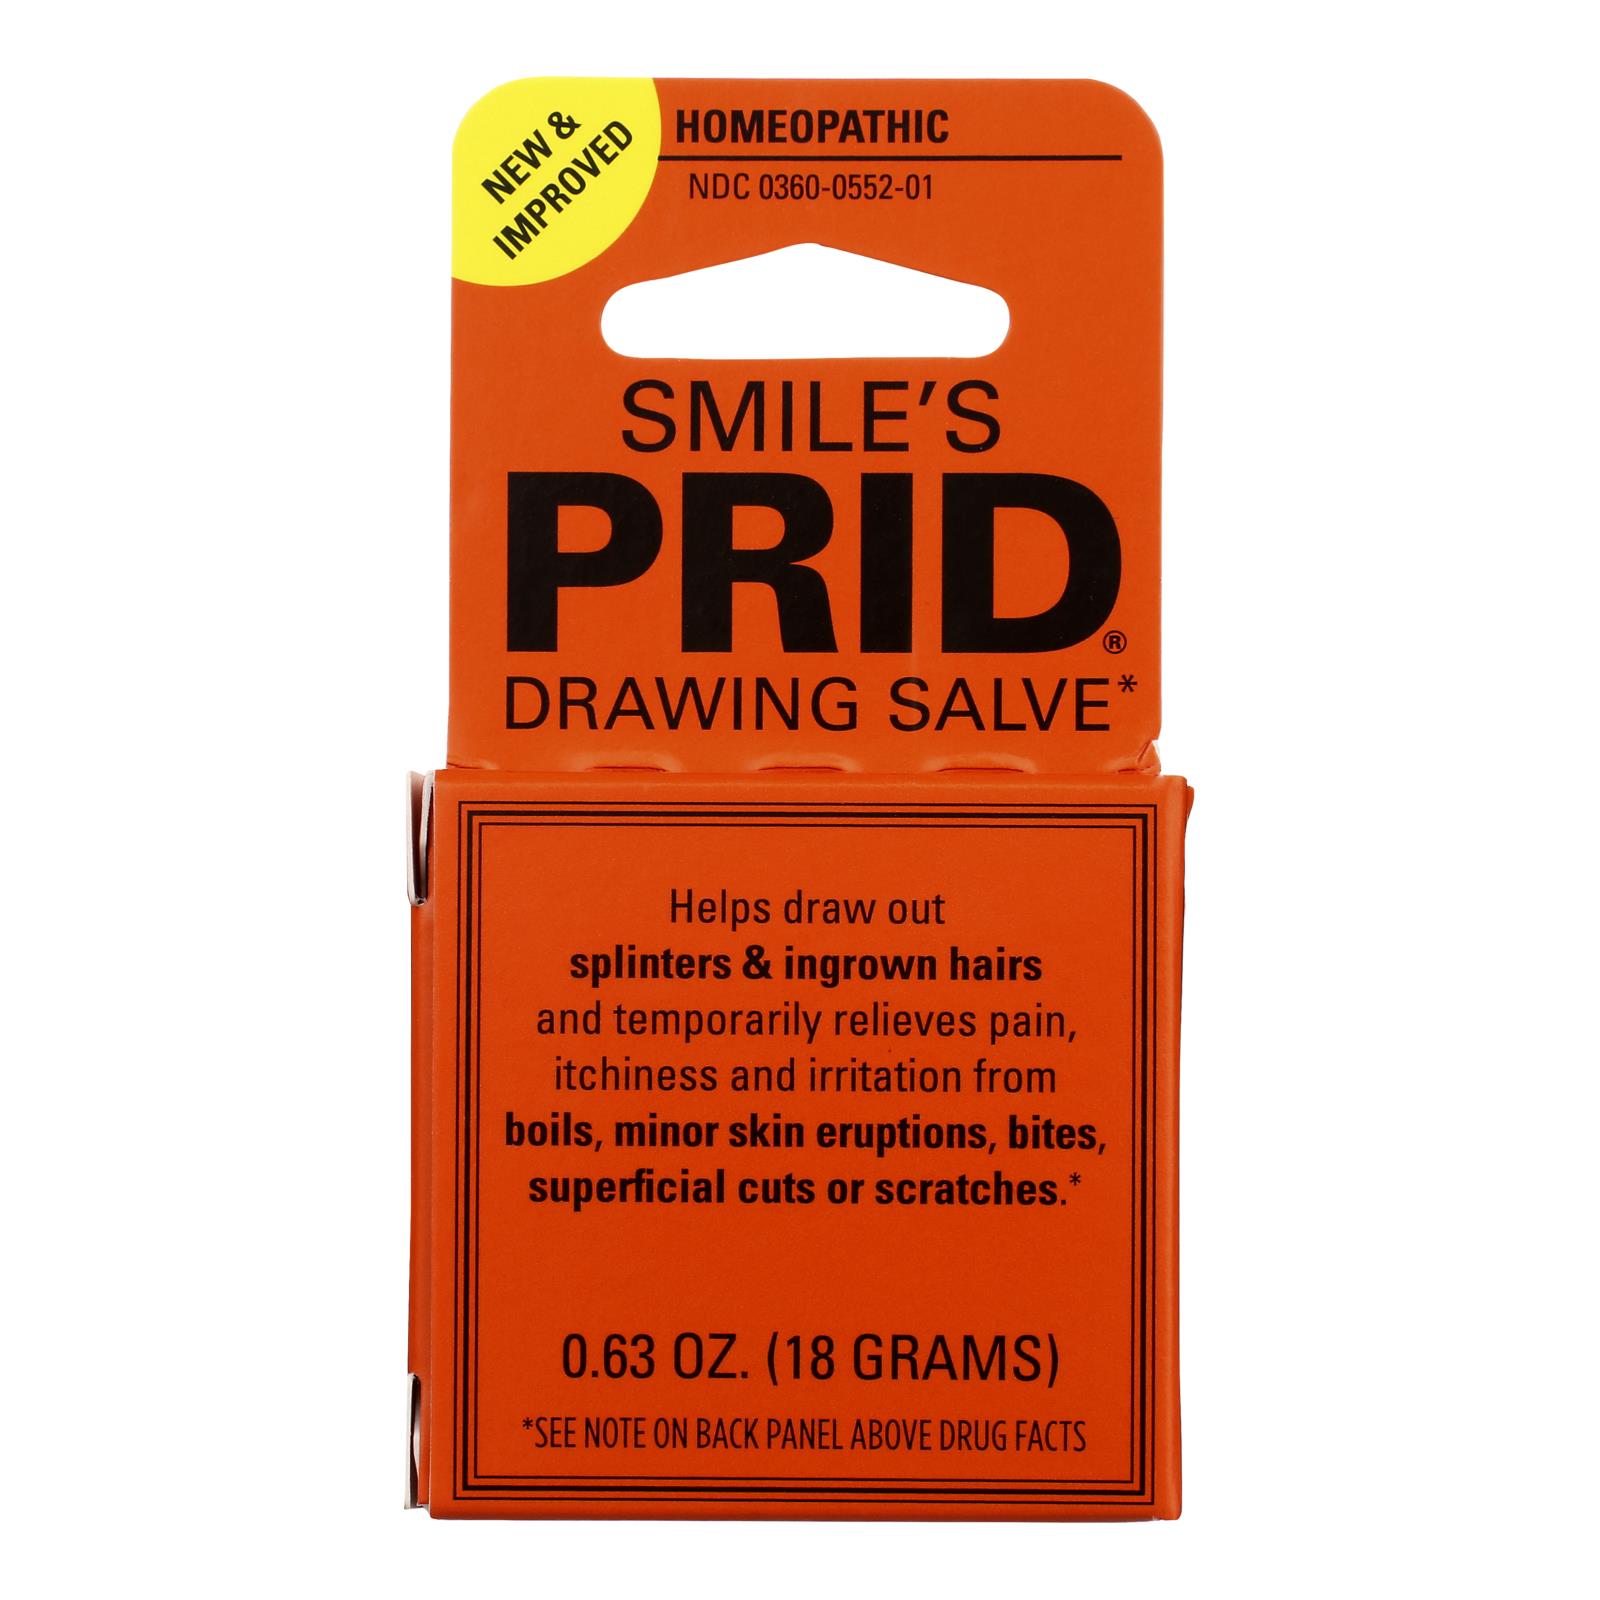 NEW &
IMPROVED
HOMEOPATHIC
NDC 0360-0552-01
SMILE'S
PRID®
DRAWING SALVE*
Helps draw out
splinters & ingrown hairs
and temporarily relieves pain,
itchiness and irritation from
boils, minor skin eruptions, bites,
superficial cuts or scratches.*
0.63 OZ. (18 GRAMS)
*SEE NOTE ON BACK PANEL ABOVE DRUG FACTS